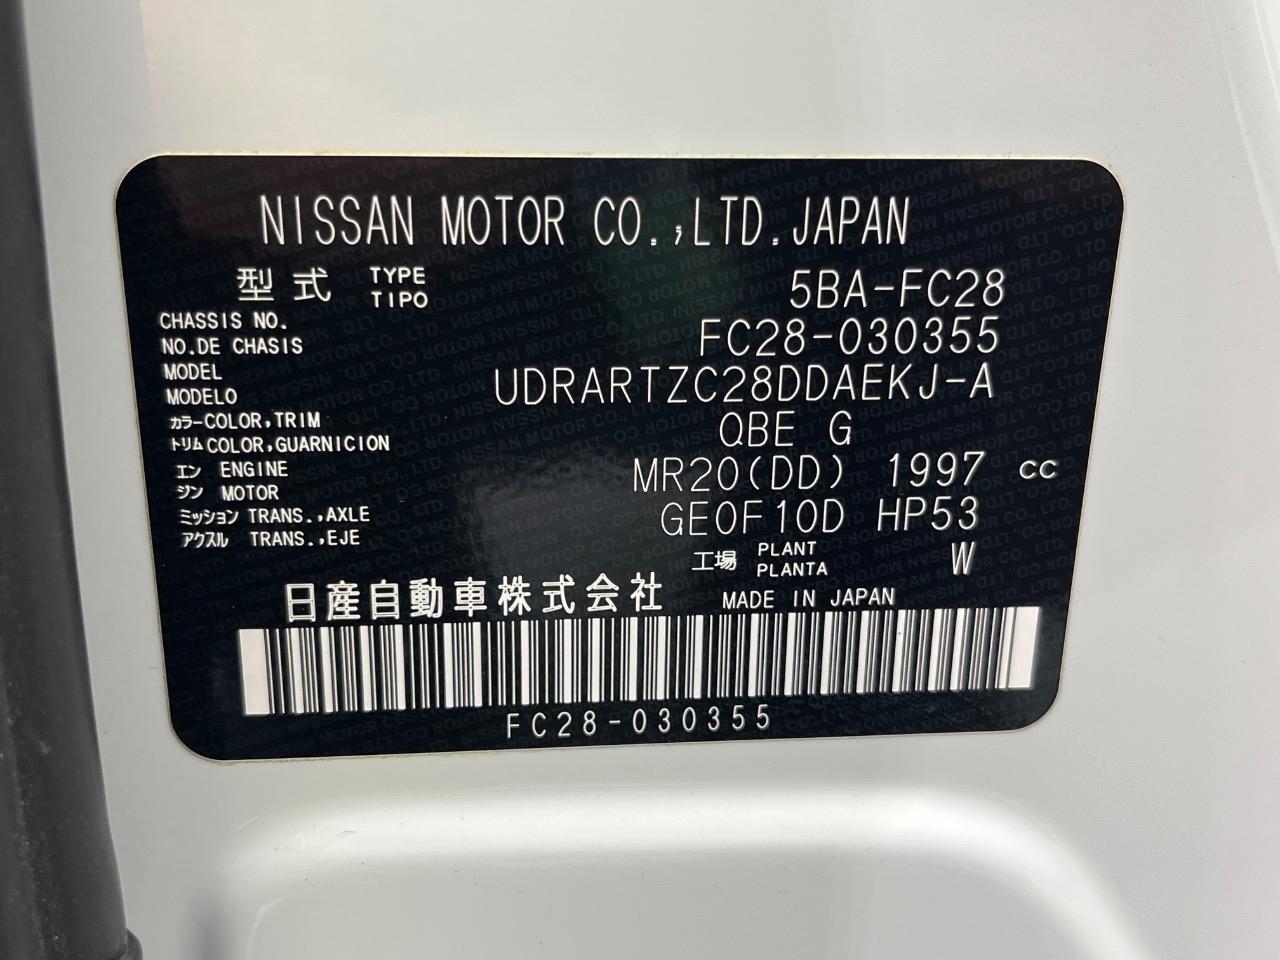 NISSAN MOTOR CO.,LTD.JAPAN
型式 TYPE TIPO 5BA-FC28
CHASSIS NO. FC28-030355
NO.DE CHASIS
MODEL UDRARTZC28DDAEKJ-A
MODELO
カラーCOLOR,TRIM QBE G
トリムCOLOR,GUARNICION
エン ENGINE MR20(DD) 1997 cc
ジン MOTOR
ミッション TRANS.,AXLE GE0F10D HP53
アクスル TRANS.,EJE
工場 PLANT PLANTA W
日産自動車株式会社 MADE IN JAPAN
FC28-030355